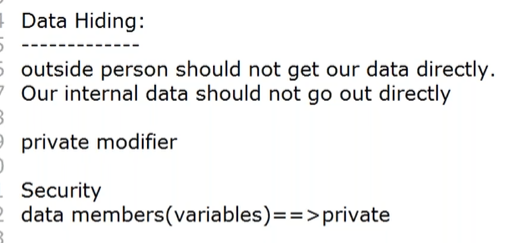 Data Hiding:
-------------
outside person should not get our data directly.
Our internal data should not go out directly
private modifier
Security
data members(variables)==>private